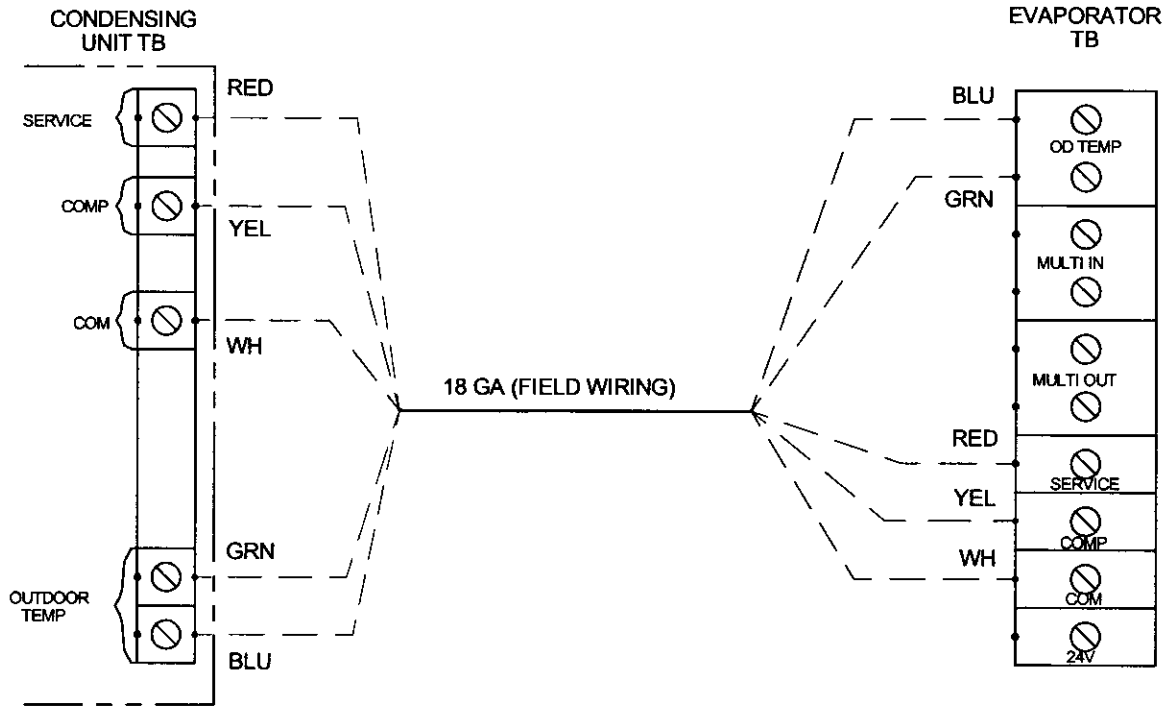 CONDENSING
UNIT TB
RED
SERVICE
COMP
YEL
COM
WH
GRN
OUTDOOR
TEMP
BLU
18 GA (FIELD WIRING)
EVAPORATOR
TB
BLU
OD TEMP
GRN
MULTI IN
MULTI OUT
RED
SERVICE
YEL
COMP
WH
COM
24V